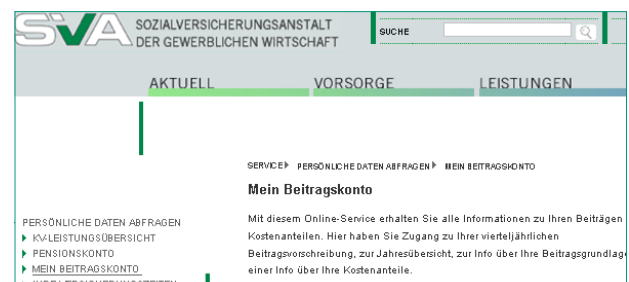 SVA SOZIALVERSICHERUNGSANSTALT
DER GEWERBLICHEN WIRTSCHAFT
SUCHE
AKTUELL VORSORGE LEISTUNGEN
SERVICE PERSÖNLICHE DATEN ABFRAGEN MEIN BEITRAGSKONTO
Mein Beitragskonto
Mit diesem Online-Service erhalten Sie alle Informationen zu Ihren Beiträgen
Kostenanteilen. Hier haben Sie Zugang zu Ihrer vierteljährlichen
Beitragsvorschreibung, zur Jahresübersicht, zur Info über Ihre Beitragsgrundlage
einer Info über Ihre Kostenanteile.
PERSÖNLICHE DATEN ABFRAGEN
KV-LEISTUNGSÜBERSICHT
PENSIONSKONTO
MEIN BEITRAGSKONTO